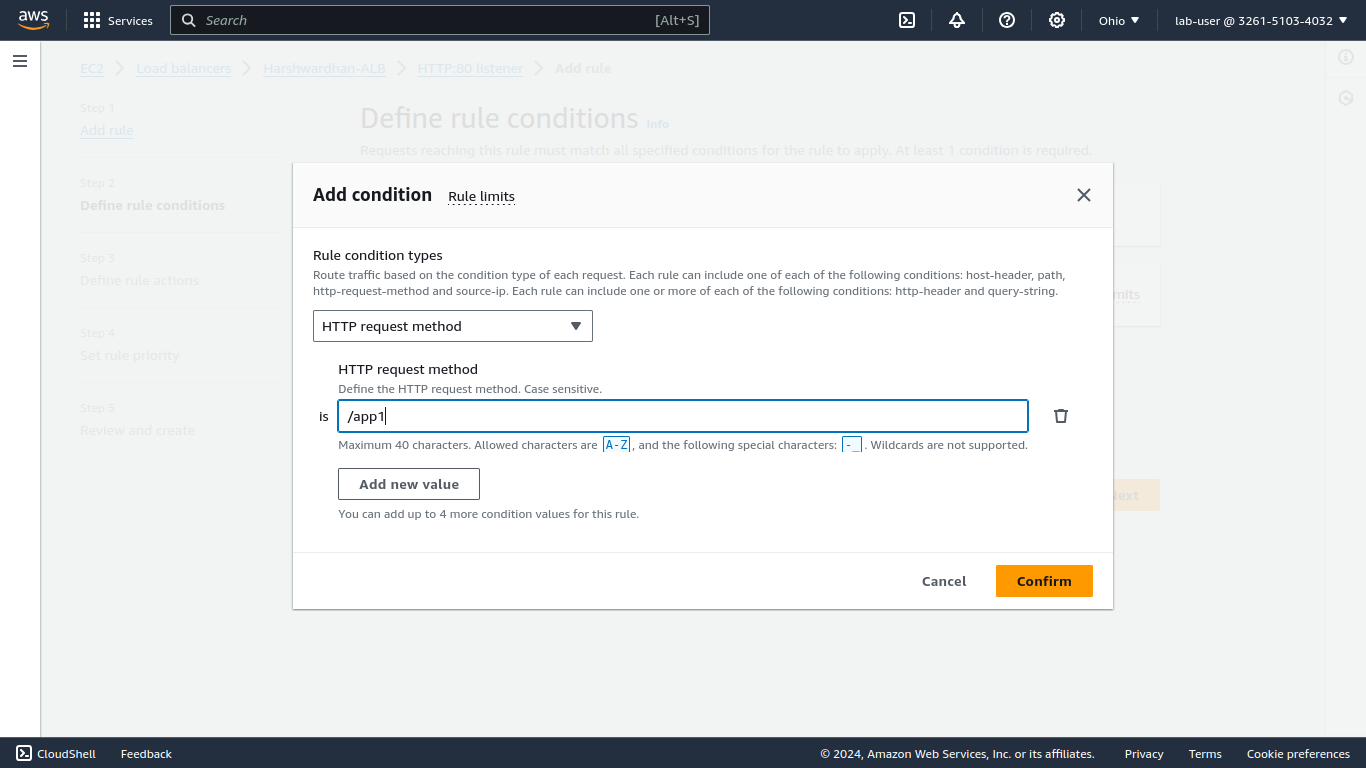 aws
Services
Search
[Alt+S]
Ohio
lab-user @ 3261-5103-4032
EC2
Load balancers
Harshwardhan-ALB
HTTP:80 listener
Add rule
Step 1
Add rule
Step 2
Define rule conditions
Step 3
Define rule actions
Step 4
Set rule priority
Step 5
Review and create
Define rule conditions Info
Requests reaching this rule must match all specified conditions for the rule to apply. At least 1 condition is required.
Add condition Rule limits
Rule condition types
Route traffic based on the condition type of each request. Each rule can include one of each of the following conditions: host-header, path,
http-request-method and source-ip. Each rule can include one or more of each of the following conditions: http-header and query-string.
HTTP request method
HTTP request method
Define the HTTP request method. Case sensitive.
is /app1
Maximum 40 characters. Allowed characters are A-Z, and the following special characters: -_. Wildcards are not supported.
Add new value
You can add up to 4 more condition values for this rule.
Cancel
Confirm
mits
Next
CloudShell
Feedback
© 2024, Amazon Web Services, Inc. or its affiliates.
Privacy
Terms
Cookie preferences